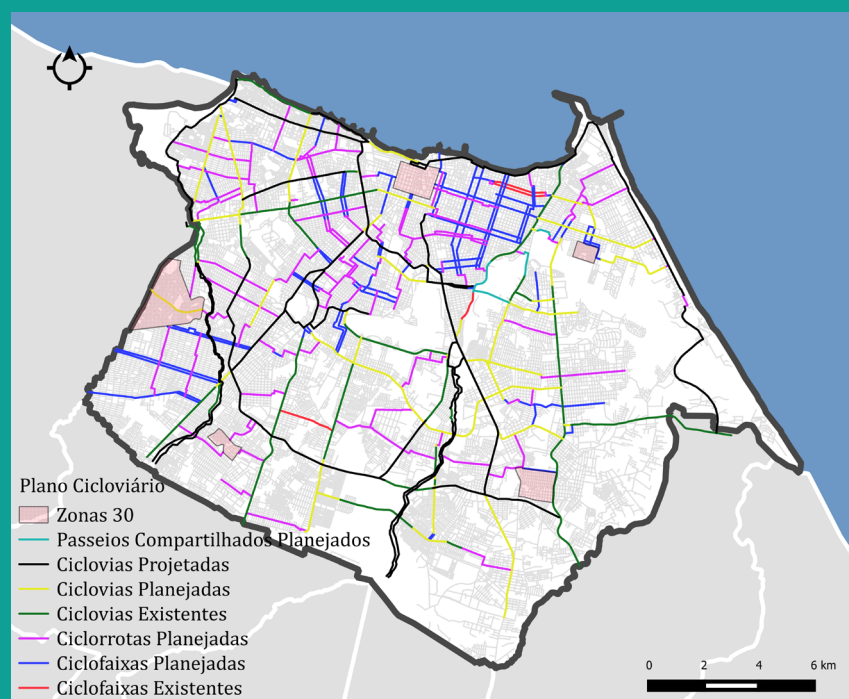 Plano Cicloviário
Zonas 30
Passeios Compartilhados Planejados
Ciclovias Projetadas
Ciclovias Planejadas
Ciclovias Existentes
Ciclorrotas Planejadas
Ciclofaixas Planejadas
Ciclofaixas Existentes
0 2 4 6 km